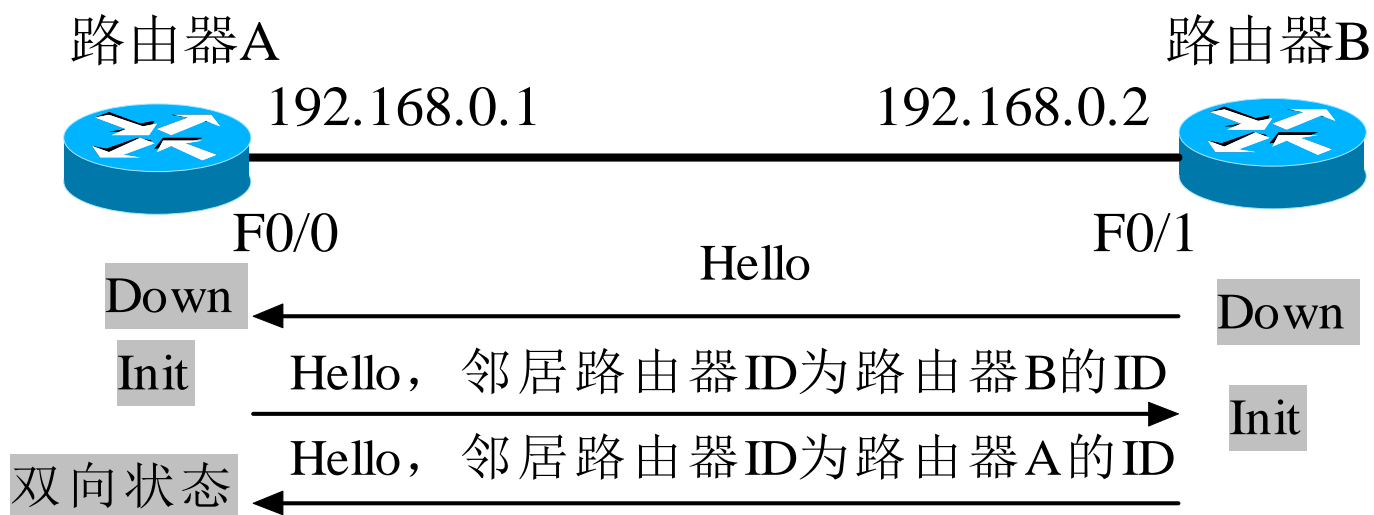 路由器A
路由器B
192.168.0.1
192.168.0.2
F0/0
F0/1
Hello
Down
Down
Init
Hello，邻居路由器ID为路由器B的ID
Init
Hello，邻居路由器ID为路由器A的ID
双向状态